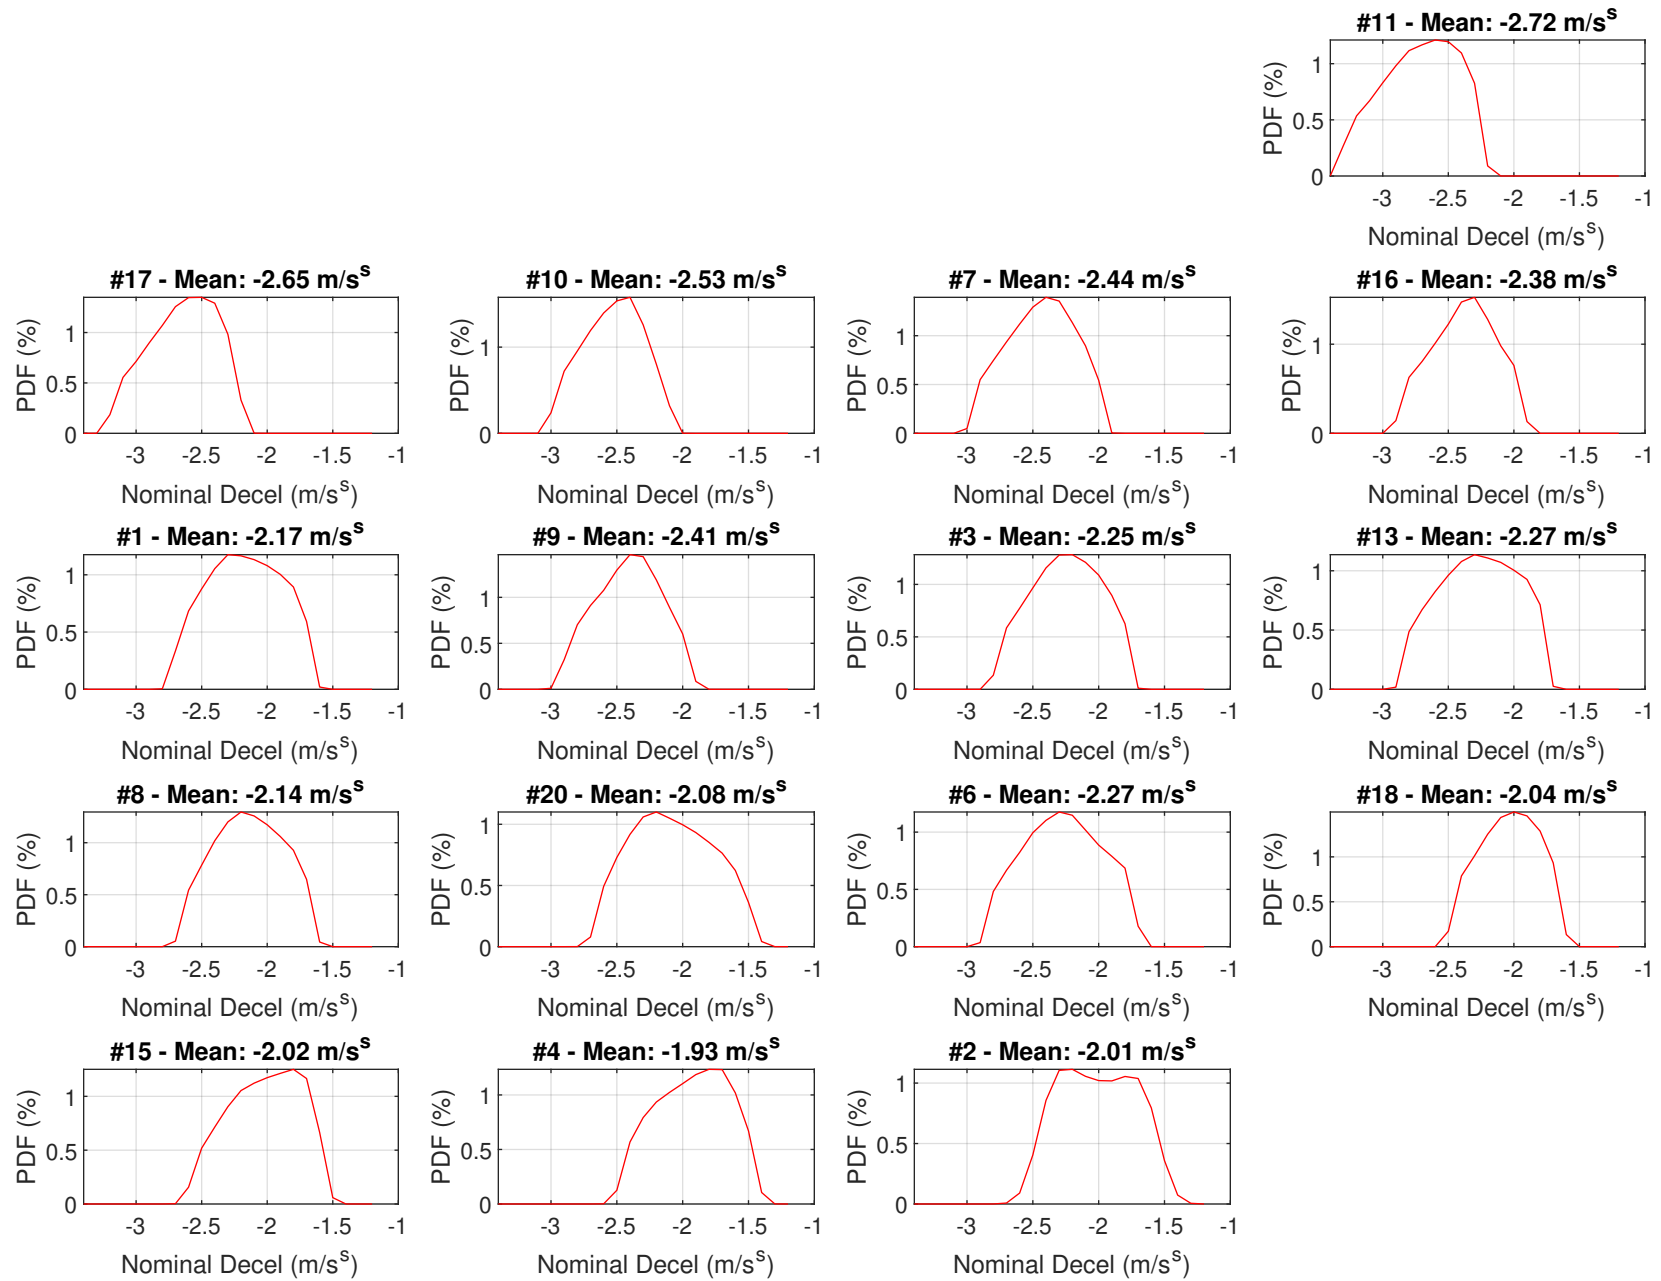 #11 - Mean: -2.72 m/s^s
PDF (%)
1
0.5
0
-3 -2.5 -2 -1.5 -1
Nominal Decel (m/s^s)
#17 - Mean: -2.65 m/s^s
PDF (%)
1
0.5
0
-3 -2.5 -2 -1.5 -1
Nominal Decel (m/s^s)
#10 - Mean: -2.53 m/s^s
PDF (%)
1
0
-3 -2.5 -2 -1.5 -1
Nominal Decel (m/s^s)
#7 - Mean: -2.44 m/s^s
PDF (%)
1
0.5
0
-3 -2.5 -2 -1.5 -1
Nominal Decel (m/s^s)
#16 - Mean: -2.38 m/s^s
PDF (%)
1
0
-3 -2.5 -2 -1.5 -1
Nominal Decel (m/s^s)
#1 - Mean: -2.17 m/s^s
PDF (%)
1
0.5
0
-3 -2.5 -2 -1.5 -1
Nominal Decel (m/s^s)
#9 - Mean: -2.41 m/s^s
PDF (%)
1
0.5
0
-3 -2.5 -2 -1.5 -1
Nominal Decel (m/s^s)
#3 - Mean: -2.25 m/s^s
PDF (%)
1
0.5
0
-3 -2.5 -2 -1.5 -1
Nominal Decel (m/s^s)
#13 - Mean: -2.27 m/s^s
PDF (%)
1
0.5
0
-3 -2.5 -2 -1.5 -1
Nominal Decel (m/s^s)
#8 - Mean: -2.14 m/s^s
PDF (%)
1
0.5
0
-3 -2.5 -2 -1.5 -1
Nominal Decel (m/s^s)
#20 - Mean: -2.08 m/s^s
PDF (%)
1
0.5
0
-3 -2.5 -2 -1.5 -1
Nominal Decel (m/s^s)
#6 - Mean: -2.27 m/s^s
PDF (%)
1
0.5
0
-3 -2.5 -2 -1.5 -1
Nominal Decel (m/s^s)
#18 - Mean: -2.04 m/s^s
PDF (%)
1
0.5
0
-3 -2.5 -2 -1.5 -1
Nominal Decel (m/s^s)
#15 - Mean: -2.02 m/s^s
PDF (%)
1
0.5
0
-3 -2.5 -2 -1.5 -1
Nominal Decel (m/s^s)
#4 - Mean: -1.93 m/s^s
PDF (%)
1
0.5
0
-3 -2.5 -2 -1.5 -1
Nominal Decel (m/s^s)
#2 - Mean: -2.01 m/s^s
PDF (%)
1
0.5
0
-3 -2.5 -2 -1.5 -1
Nominal Decel (m/s^s)